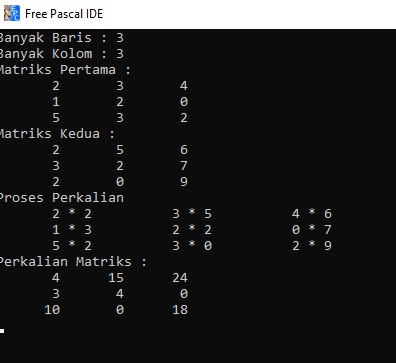 Free Pascal IDE
Banyak Baris : 3
Banyak Kolom : 3
Matriks Pertama :
2 3 4
1 2 0
5 3 2
Matriks Kedua :
2 5 6
3 2 7
2 0 9
Proses Perkalian
2 * 2 3 * 5 4 * 6
1 * 3 2 * 2 0 * 7
5 * 2 3 * 0 2 * 9
Perkalian Matriks :
4 15 24
3 4 0
10 0 18